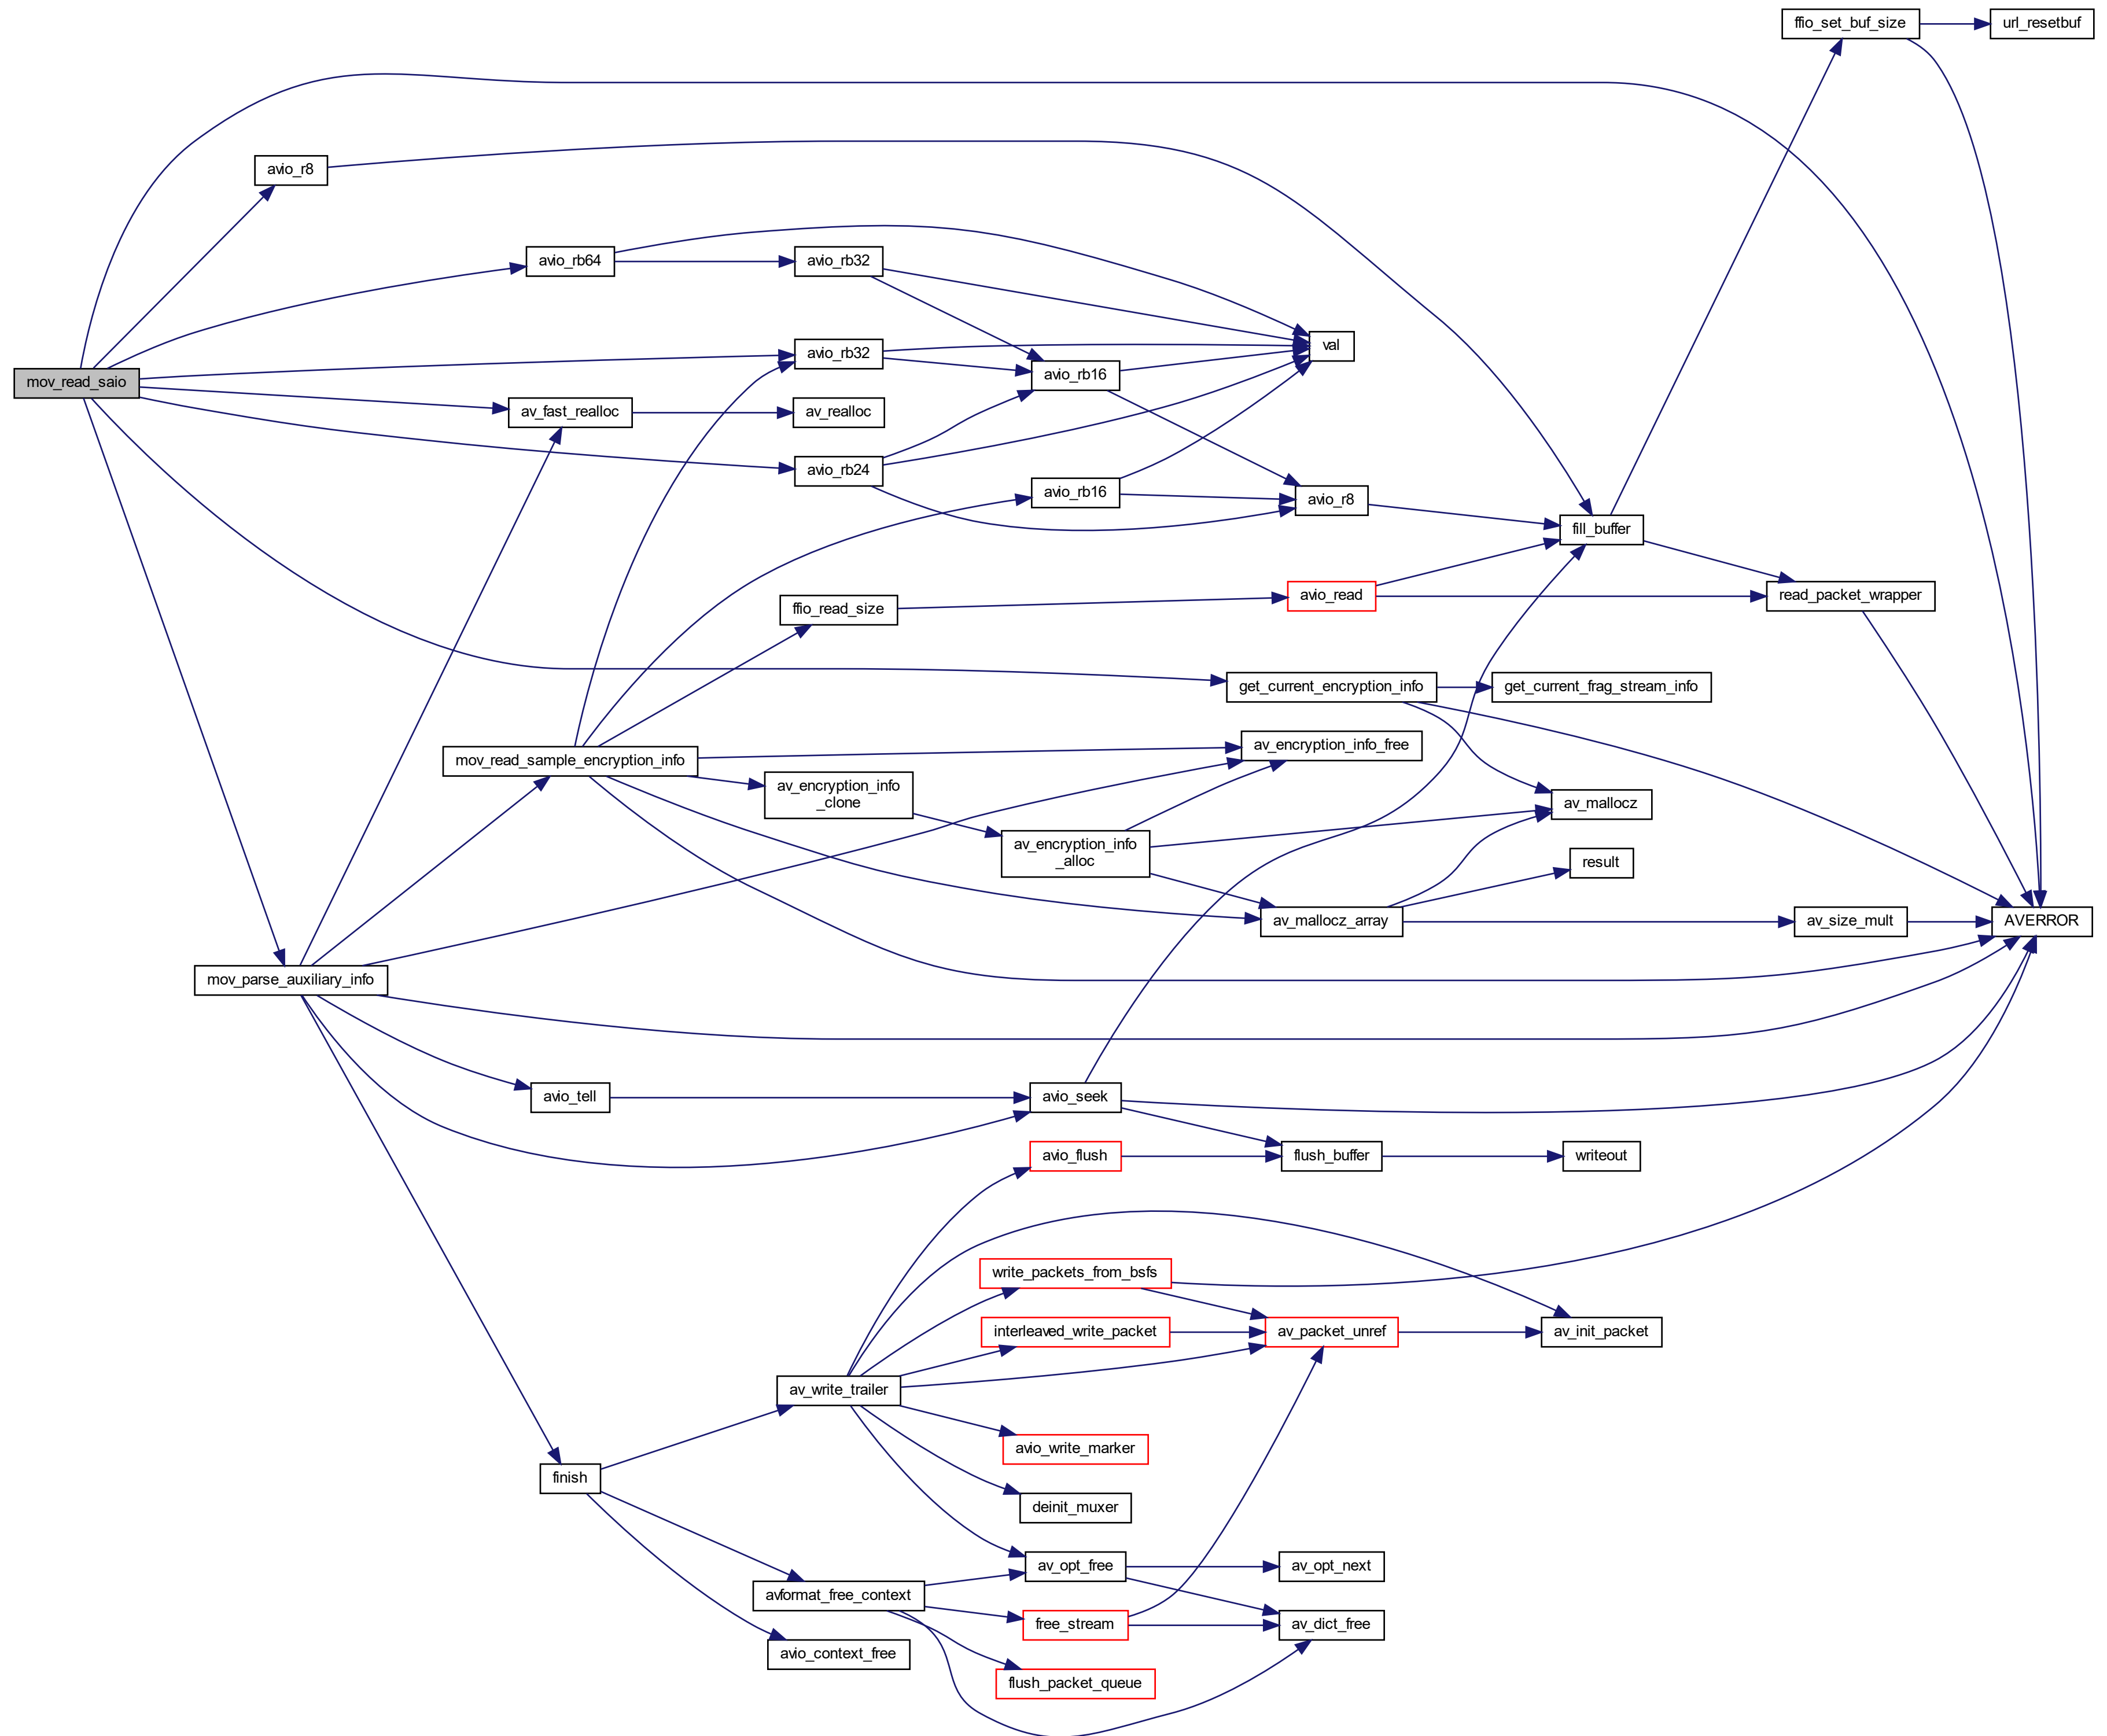 ffio_set_buf_size
url_resetbuf
avio_r8
avio_rb64
avio_rb32
avio_rb32
val
avio_rb16
mov_read_saio
av_fast_realloc
av_realloc
avio_rb24
avio_rb16
avio_r8
fill_buffer
avio_read
read_packet_wrapper
ffio_read_size
get_current_encryption_info
get_current_frag_stream_info
av_encryption_info_free
mov_read_sample_encryption_info
av_encryption_info
_clone
av_mallocz
av_encryption_info
_alloc
result
av_mallocz_array
av_size_mult
AVERROR
mov_parse_auxiliary_info
avio_tell
avio_seek
avio_flush
flush_buffer
writeout
write_packets_from_bsfs
interleaved_write_packet
av_packet_unref
av_init_packet
av_write_trailer
avio_write_marker
finish
deinit_muxer
av_opt_free
av_opt_next
avformat_free_context
free_stream
av_dict_free
avio_context_free
flush_packet_queue